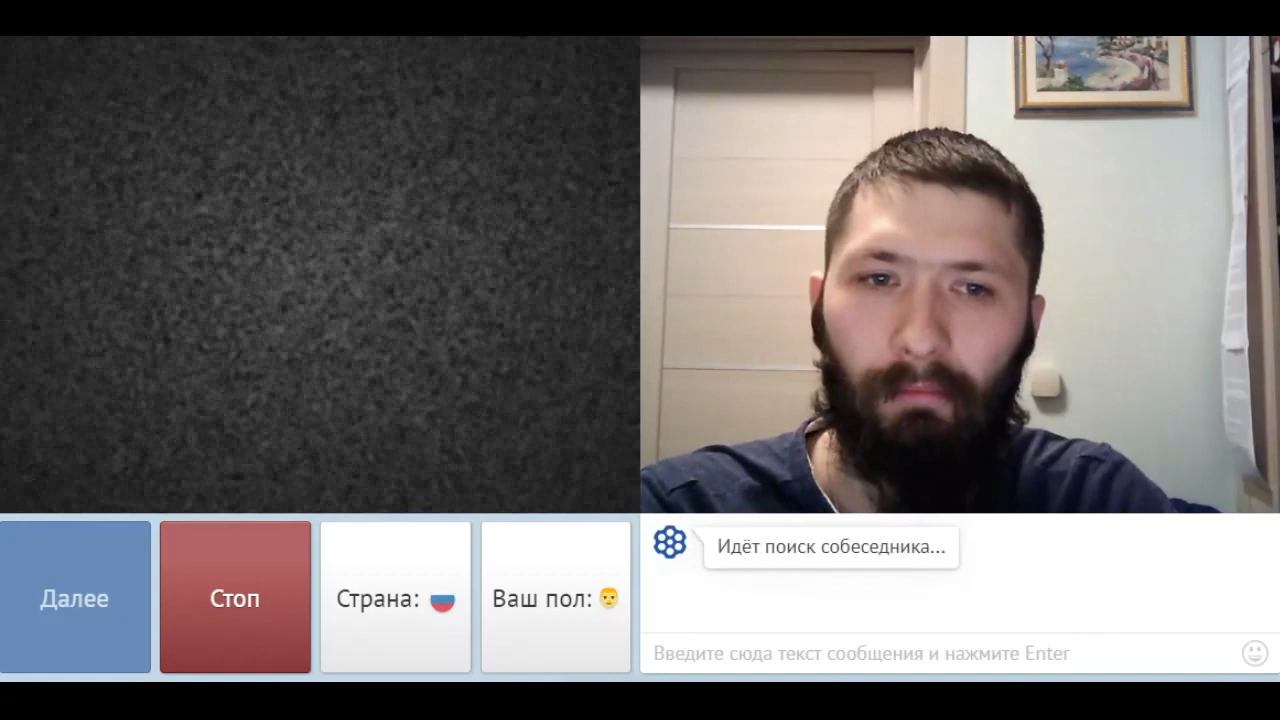 Идёт поиск собеседника...
Далее
Стоп
Страна:
Ваш пол:
Введите сюда текст сообщения и нажмите Enter